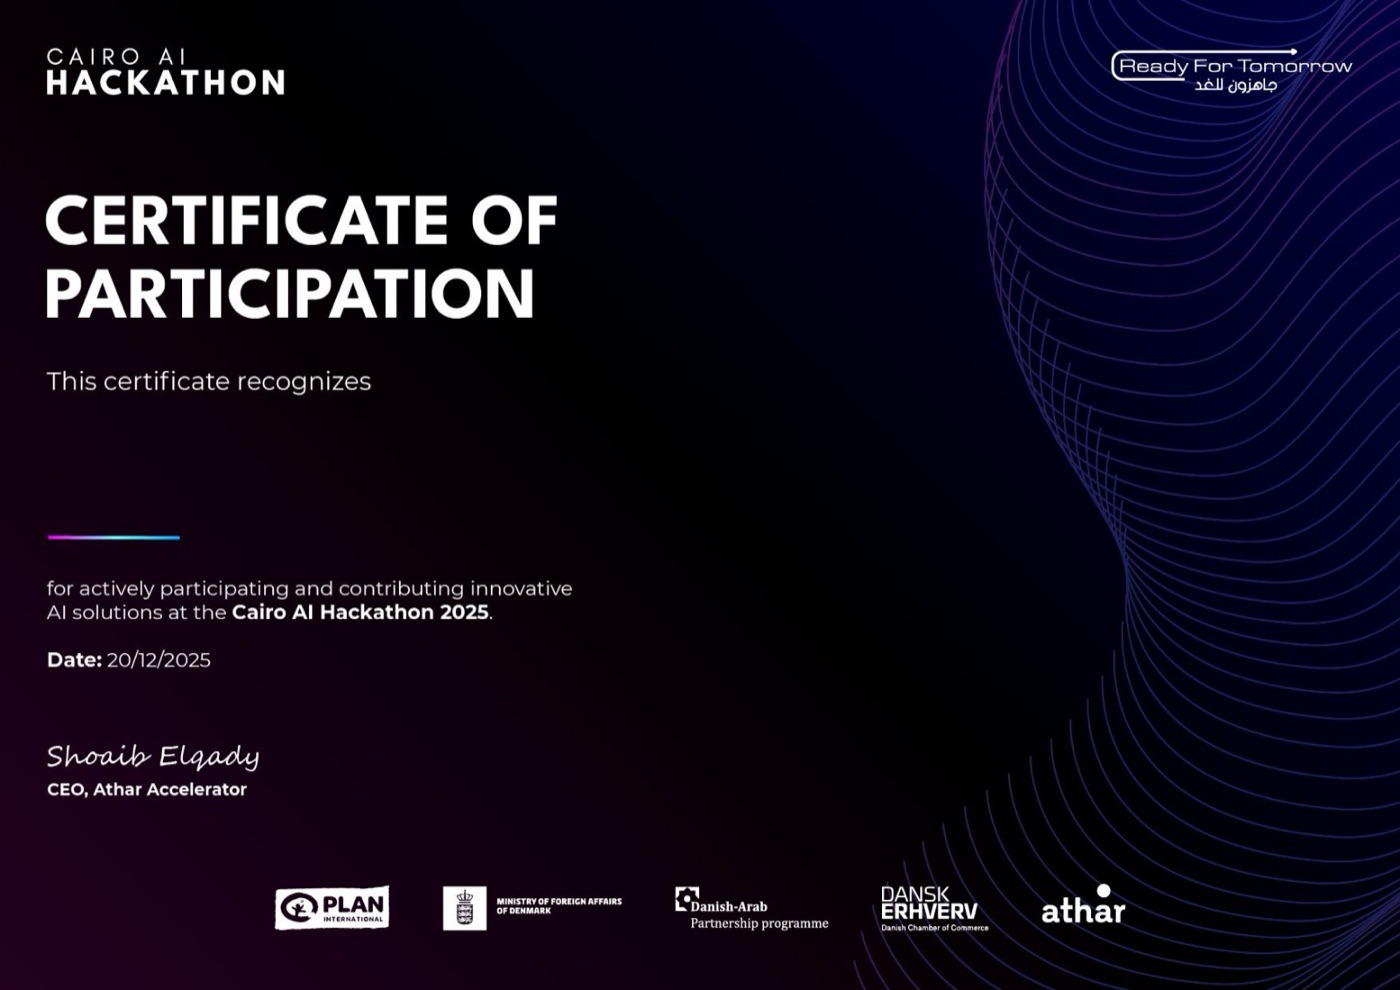 CAIRO AI
HACKATHON
Ready For Tomorrow
جاهزون للغد
CERTIFICATE OF
PARTICIPATION
This certificate recognizes
for actively participating and contributing innovative
AI solutions at the Cairo AI Hackathon 2025.
Date: 20/12/2025
Shoaib Elqady
CEO, Athar Accelerator
PLAN
INTERNATIONAL
MINISTRY OF FOREIGN AFFAIRS
OF DENMARK
Danish-Arab
Partnership programme
DANSK
ERHVERV
Danish Chamber of Commerce
athar